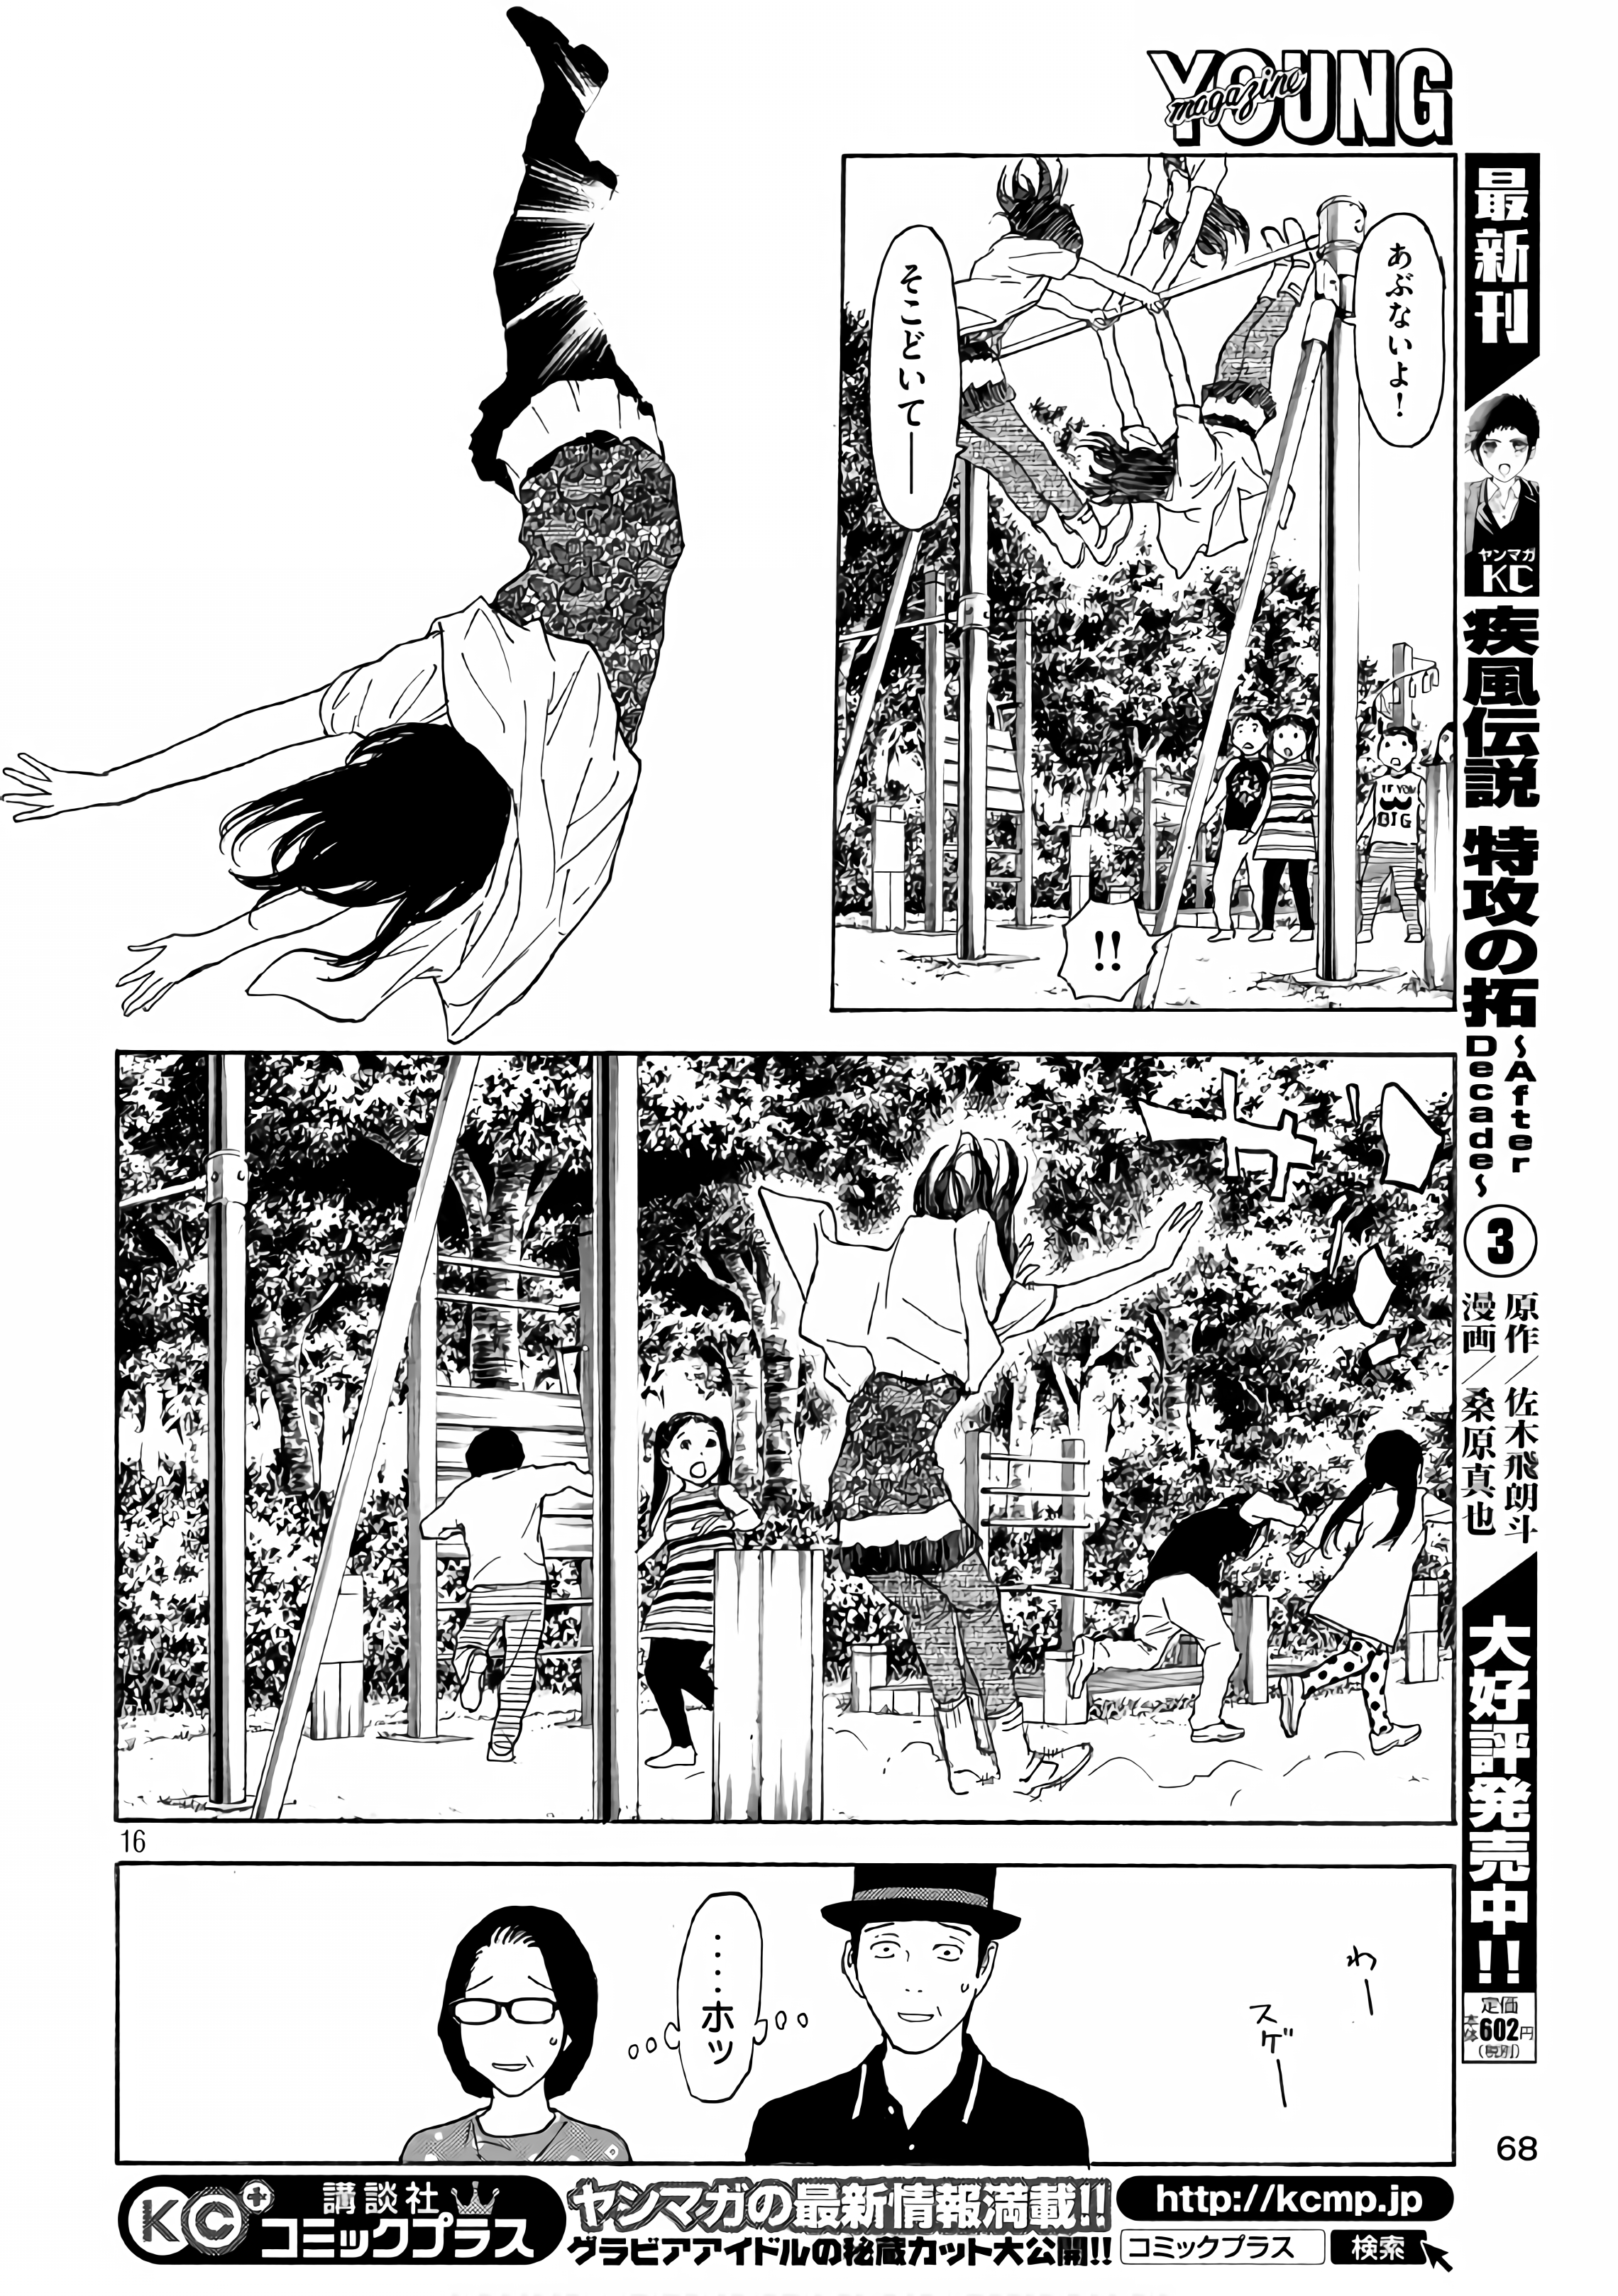 YOUNG
magazine
あぶないよ!
そこどいて──
!!
IF YOU
BIG
わー
スゲー
‥‥‥ホッ
16
最新刊
ヤンマガ
KC
疾風伝説 特攻の拓
~After
Decade~
3
原作/佐木飛朗斗
漫画/桑原真也
大好評発売中!!
定価
本体602円
(税別)
68
KC+
講談社
コミックプラス
ヤンマガの最新情報満載!!
グラビアアイドルの秘蔵カット大公開!!
http://kcmp.jp
コミックプラス 検索